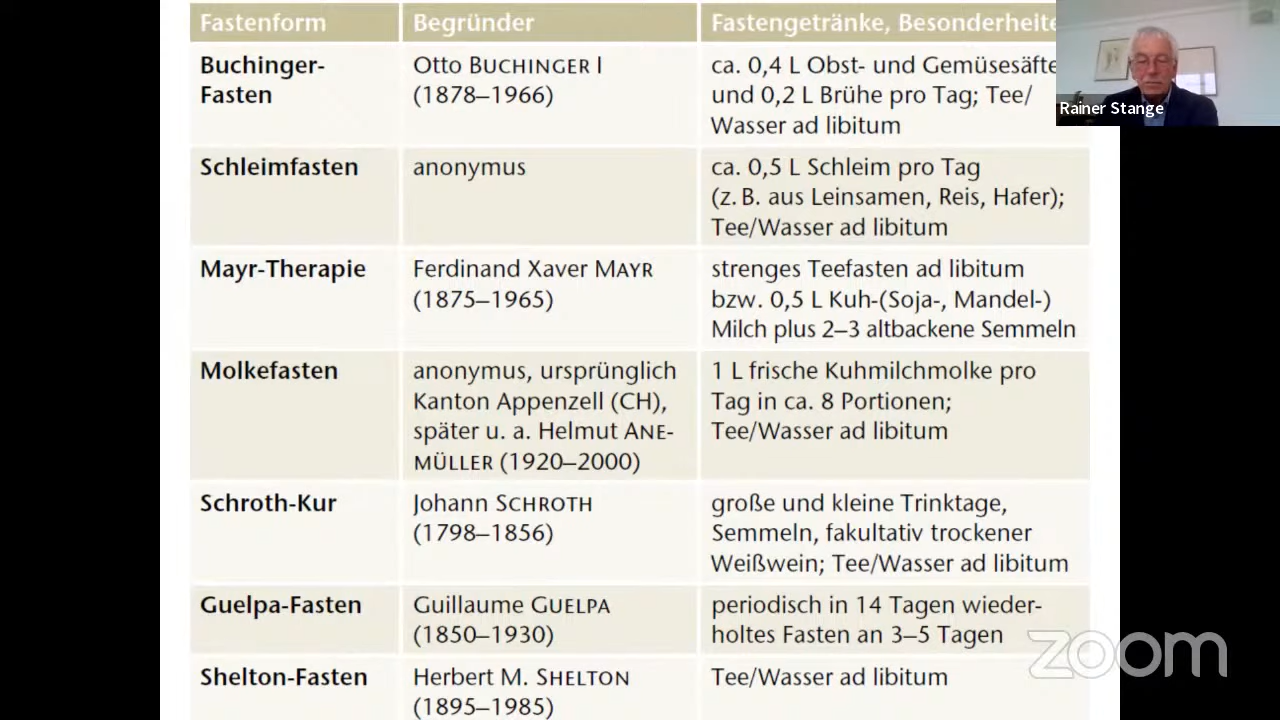 Fastenform Begründer Fastengetränke, Besonderheite
Buchinger- Otto BUCHINGER I ca. 0,4 L Obst- und Gemüsesäfte
Fasten (1878–1966) und 0,2 L Brühe pro Tag; Tee/
Wasser ad libitum
Schleimfasten anonymus ca. 0,5 L Schleim pro Tag
(z. B. aus Leinsamen, Reis, Hafer);
Tee/Wasser ad libitum
Mayr-Therapie Ferdinand Xaver MAYR strenges Teefasten ad libitum
(1875–1965) bzw. 0,5 L Kuh-(Soja-, Mandel-)
Milch plus 2–3 altbackene Semmeln
Molkefasten anonymus, ursprünglich 1 L frische Kuhmilchmolke pro
Kanton Appenzell (CH), Tag in ca. 8 Portionen;
später u. a. Helmut ANE- Tee/Wasser ad libitum
MÜLLER (1920–2000)
Schroth-Kur Johann SCHROTH große und kleine Trinktage,
(1798–1856) Semmeln, fakultativ trockener
Weißwein; Tee/Wasser ad libitum
Guelpa-Fasten Guillaume GUELPA periodisch in 14 Tagen wieder-
(1850–1930) holtes Fasten an 3–5 Tagen
Shelton-Fasten Herbert M. SHELTON Tee/Wasser ad libitum
(1895–1985)
Rainer Stange
zoom